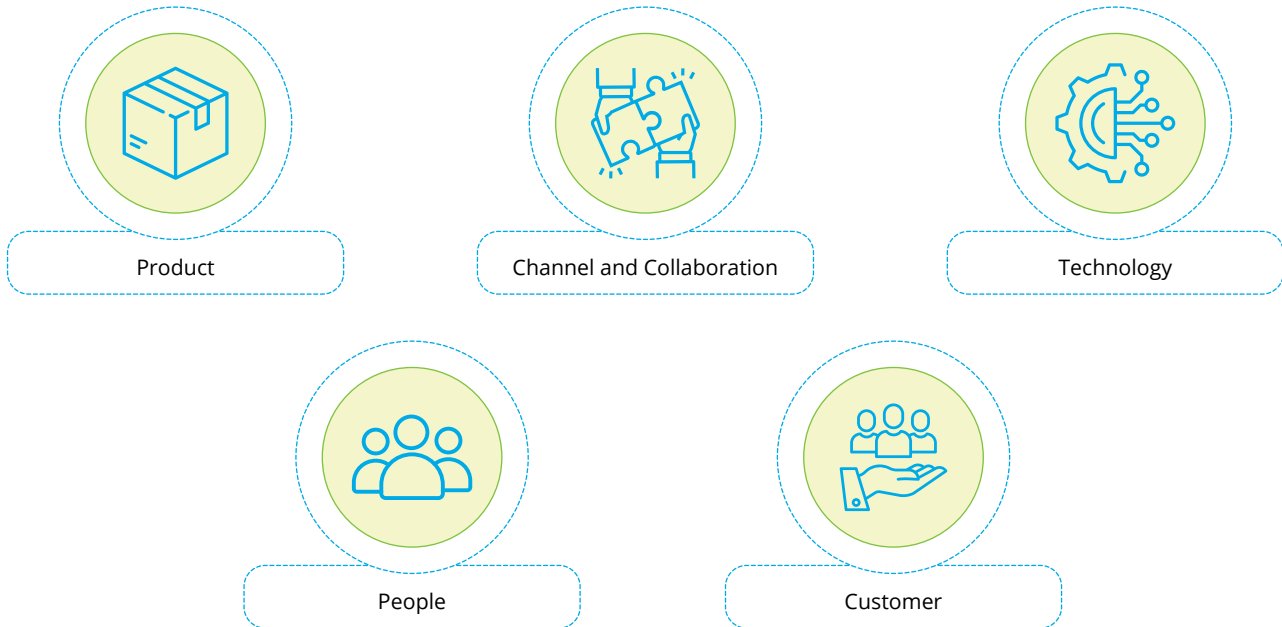 Product
Channel and Collaboration
Technology
People
Customer